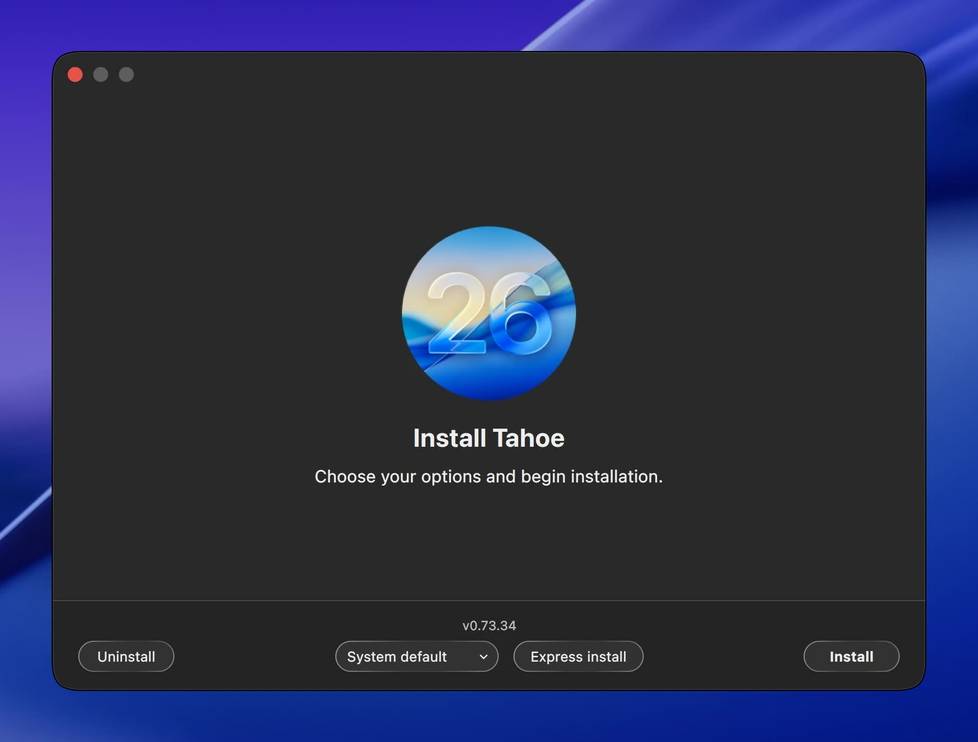 26
Install Tahoe
Choose your options and begin installation.
v0.73.34
Uninstall
System default
Express install
Install